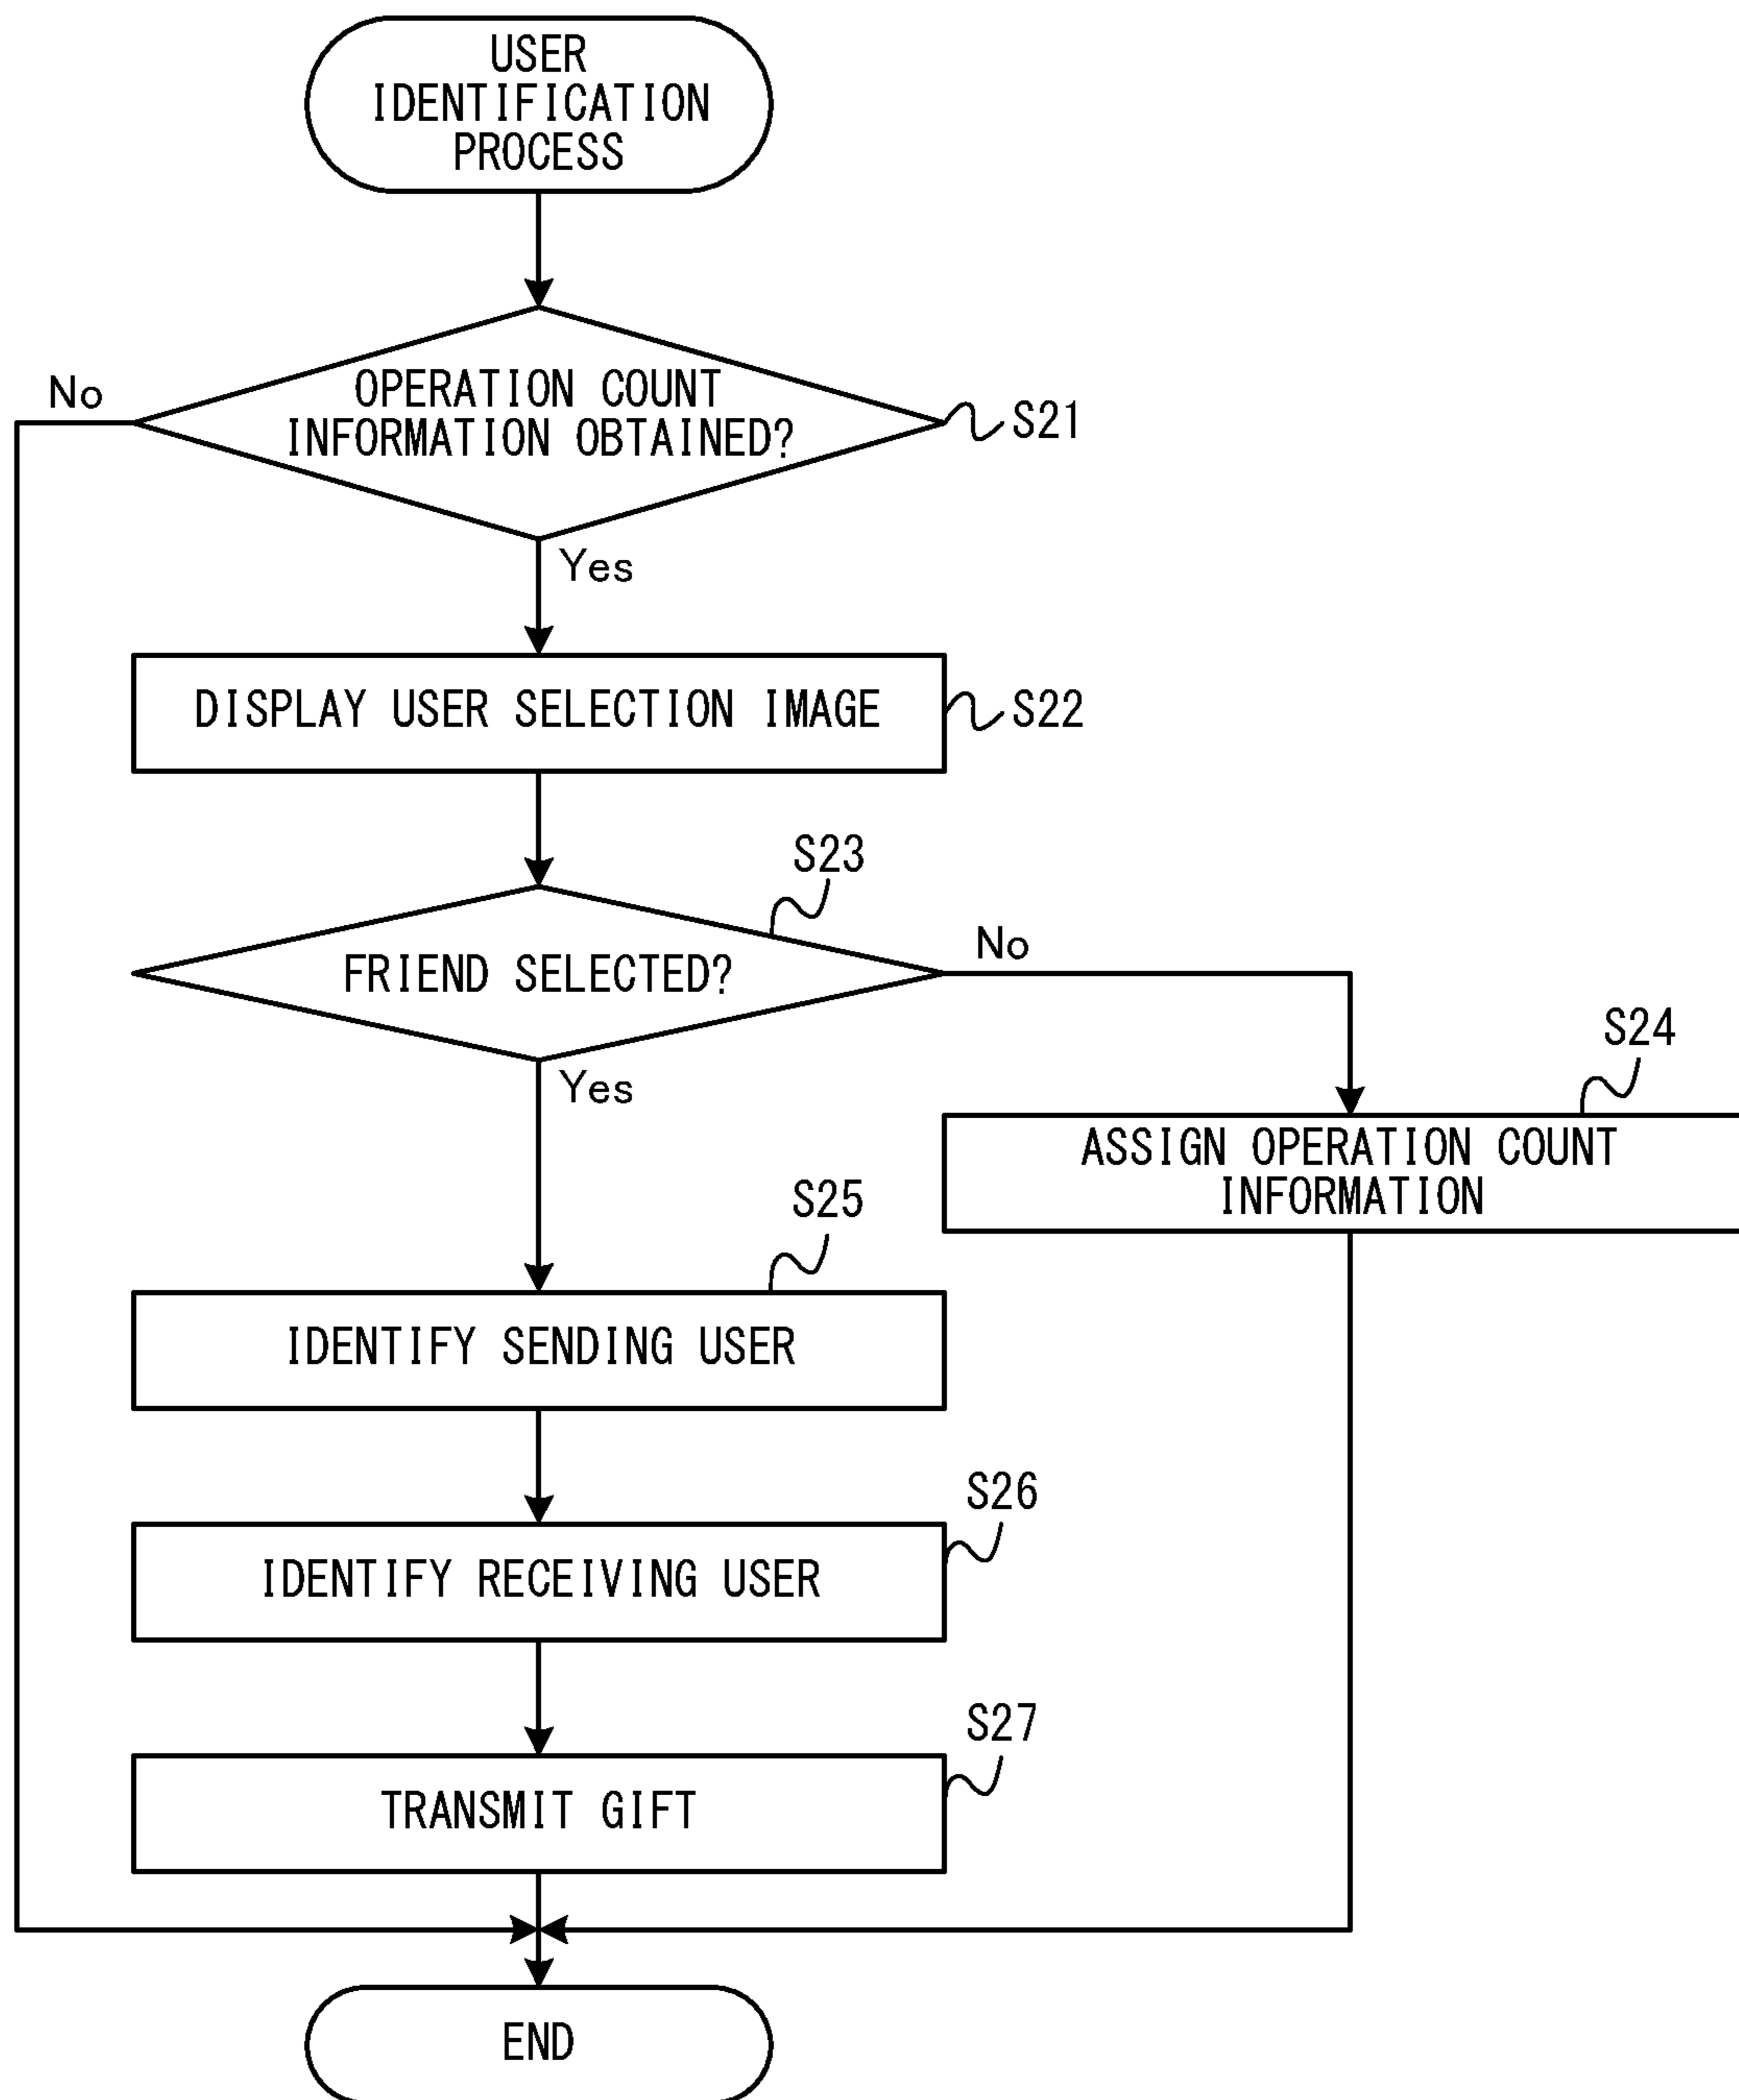 USER
IDENTIFICATION
PROCESS
No
OPERATION COUNT
INFORMATION OBTAINED?
S21
Yes
DISPLAY USER SELECTION IMAGE
S22
S23
FRIEND SELECTED?
No
Yes
S24
ASSIGN OPERATION COUNT
INFORMATION
S25
IDENTIFY SENDING USER
S26
IDENTIFY RECEIVING USER
S27
TRANSMIT GIFT
END